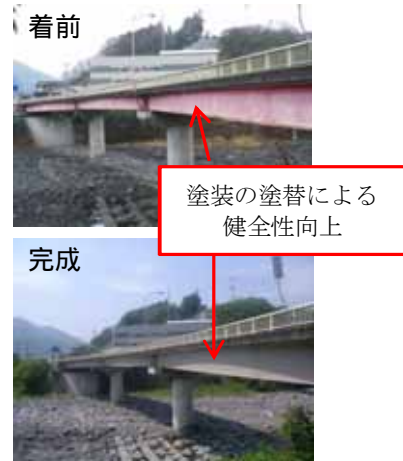 着前
塗装の塗替による
健全性向上
完成